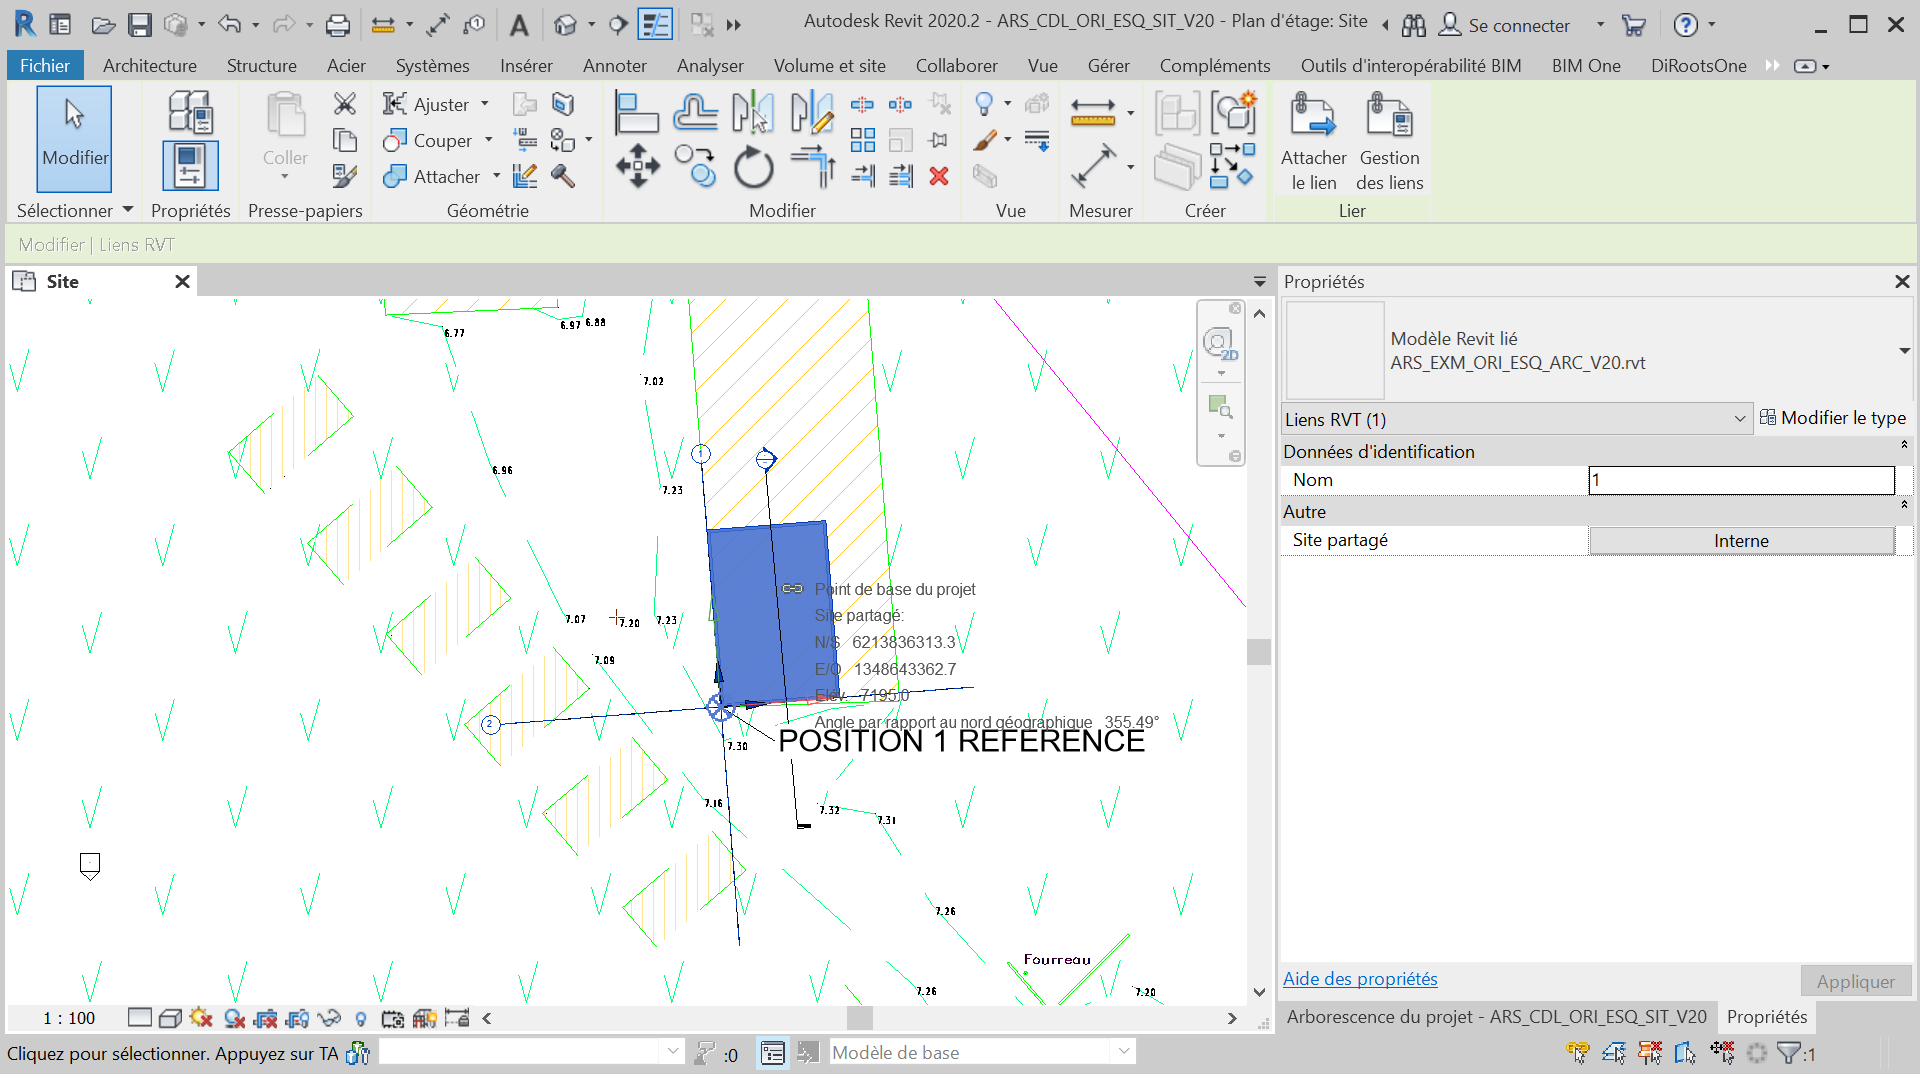 Autodesk Revit 2020.2 - ARS_CDL_ORI_ESQ_SIT_V20 - Plan d'étage: Site
Se connecter
Fichier Architecture Structure Acier Systèmes Insérer Annoter Analyser Volume et site Collaborer Vue Gérer Compléments Outils d'interopérabilité BIM BIM One DiRootsOne
Modifier
Coller
Ajuster
Couper
Attacher
Attacher
le lien
Gestion
des liens
Sélectionner Propriétés Presse-papiers Géométrie Modifier Vue Mesurer Créer Lier
Modifier | Liens RVT
Site
2D
6.77
6.97 6.88
7.02
6.96
7.23
1
7.07
7.20
7.23
7.09
2
7.30
7.16
7.32
7.31
7.26
7.26
7.20
Fourreau
Point de base du projet
Site partagé:
N/S 6213836313.3
E/O 1348643362.7
Elév. 7195.0
Angle par rapport au nord géographique 355.49°
POSITION 1 REFERENCE
Propriétés
Modèle Revit lié
ARS_EXM_ORI_ESQ_ARC_V20.rvt
Liens RVT (1)
Modifier le type
Données d'identification
Nom 1
Autre
Site partagé Interne
Aide des propriétés
Appliquer
Arborescence du projet - ARS_CDL_ORI_ESQ_SIT_V20
Propriétés
1 : 100
Cliquez pour sélectionner. Appuyez sur TA
:0
Modèle de base
:1